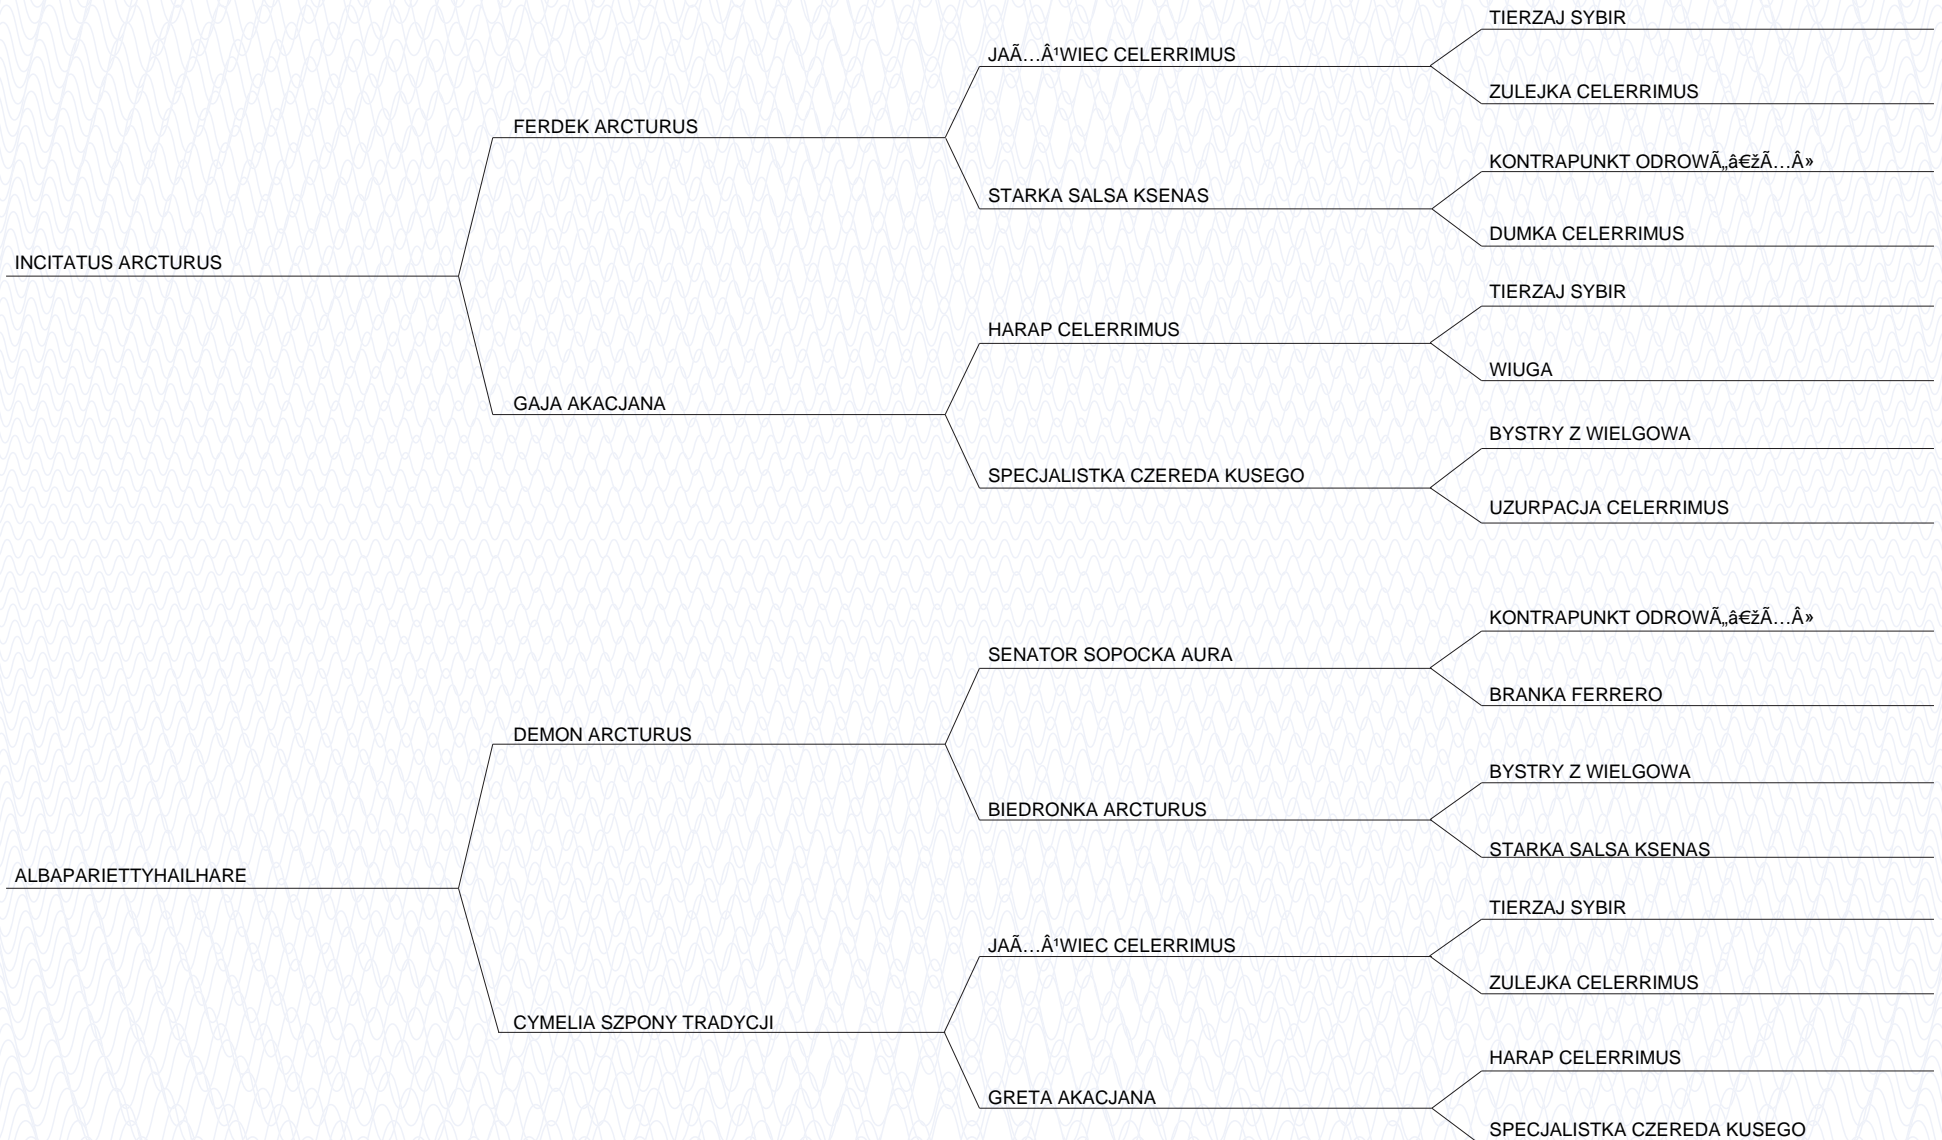 TIERZAJ SYBIR
JAÃ…Â¹WIEC CELERRIMUS
ZULEJKA CELERRIMUS
FERDEK ARCTURUS
KONTRAPUNKT ODROWÃ„â€žÃ…Â»
STARKA SALSA KSENAS
DUMKA CELERRIMUS
INCITATUS ARCTURUS
TIERZAJ SYBIR
HARAP CELERRIMUS
WIUGA
GAJA AKACJANA
BYSTRY Z WIELGOWA
SPECJALISTKA CZEREDA KUSEGO
UZURPACJA CELERRIMUS
KONTRAPUNKT ODROWÃ„â€žÃ…Â»
SENATOR SOPOCKA AURA
BRANKA FERRERO
DEMON ARCTURUS
BYSTRY Z WIELGOWA
BIEDRONKA ARCTURUS
STARKA SALSA KSENAS
ALBAPARIETTYHAILHARE
TIERZAJ SYBIR
JAÃ…Â¹WIEC CELERRIMUS
ZULEJKA CELERRIMUS
CYMELIA SZPONY TRADYCJI
HARAP CELERRIMUS
GRETA AKACJANA
SPECJALISTKA CZEREDA KUSEGO